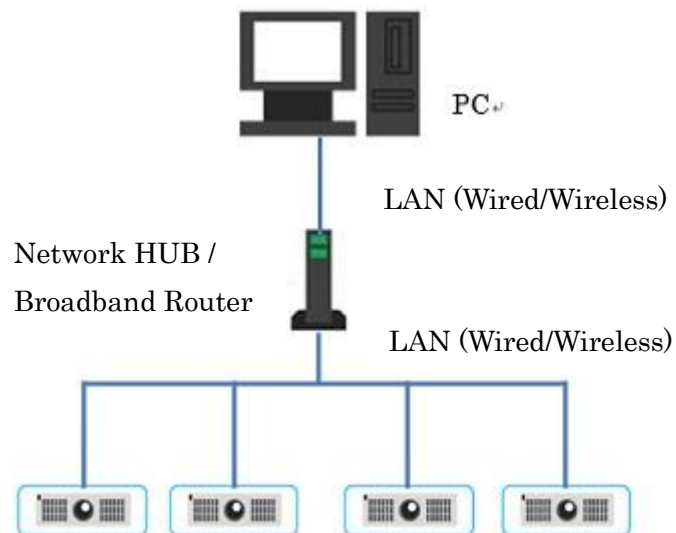 PC↵
LAN (Wired/Wireless)
Network HUB /
Broadband Router
LAN (Wired/Wireless)